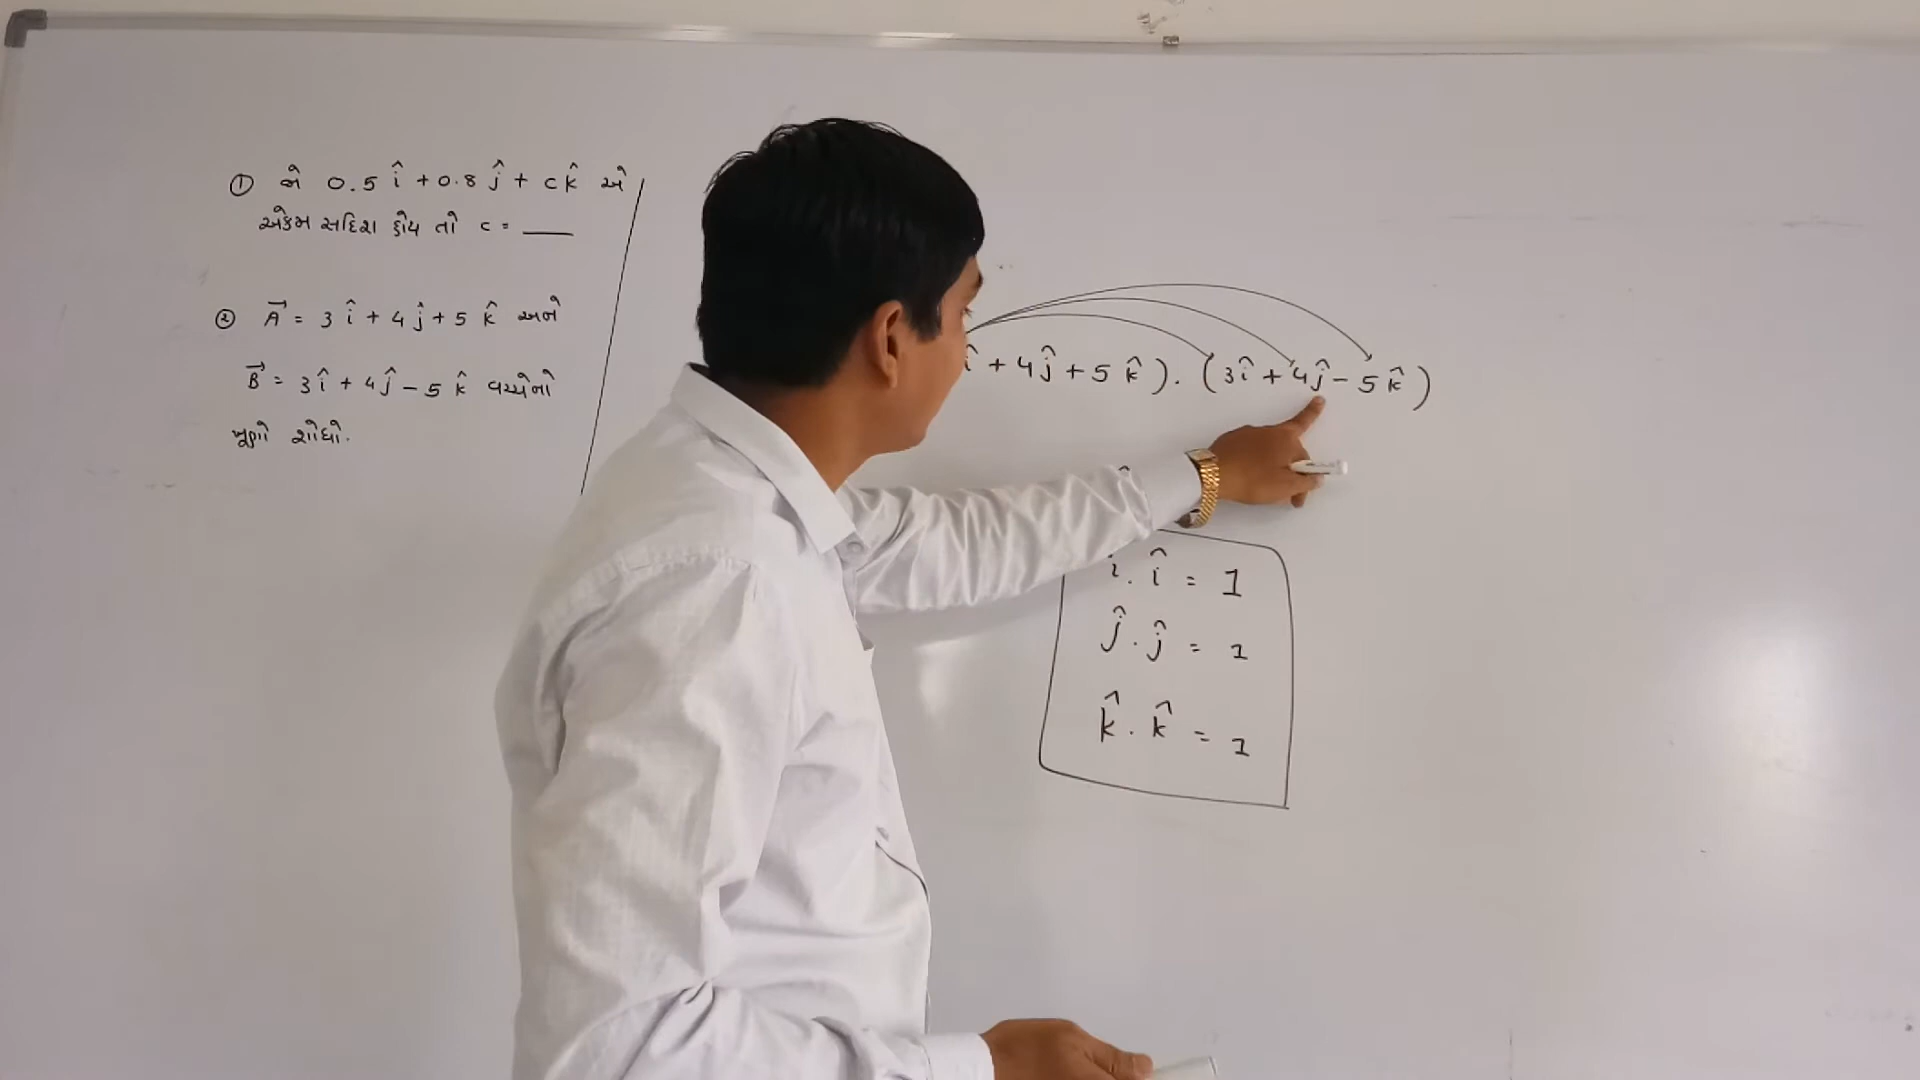 ① જો 0.5 î + 0.8 ĵ + c k̂ એ
એકમ સદિશ હોય તો c = ____
② A⃗ = 3 î + 4 ĵ + 5 k̂ અને
B⃗ = 3 î + 4 ĵ - 5 k̂ વચ્ચેનો
ખૂણો શોધો.
î + 4 ĵ + 5 k̂ ) . ( 3 î + 4 ĵ - 5 k̂ )
î . î = 1
ĵ . ĵ = 1
k̂ . k̂ = 1